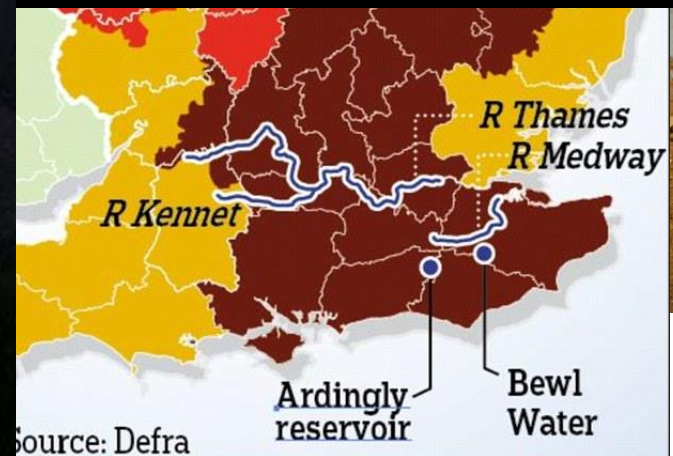 R Thames
R Medway
R Kennet
Ardingly
reservoir
Bewl
Water
Source: Defra